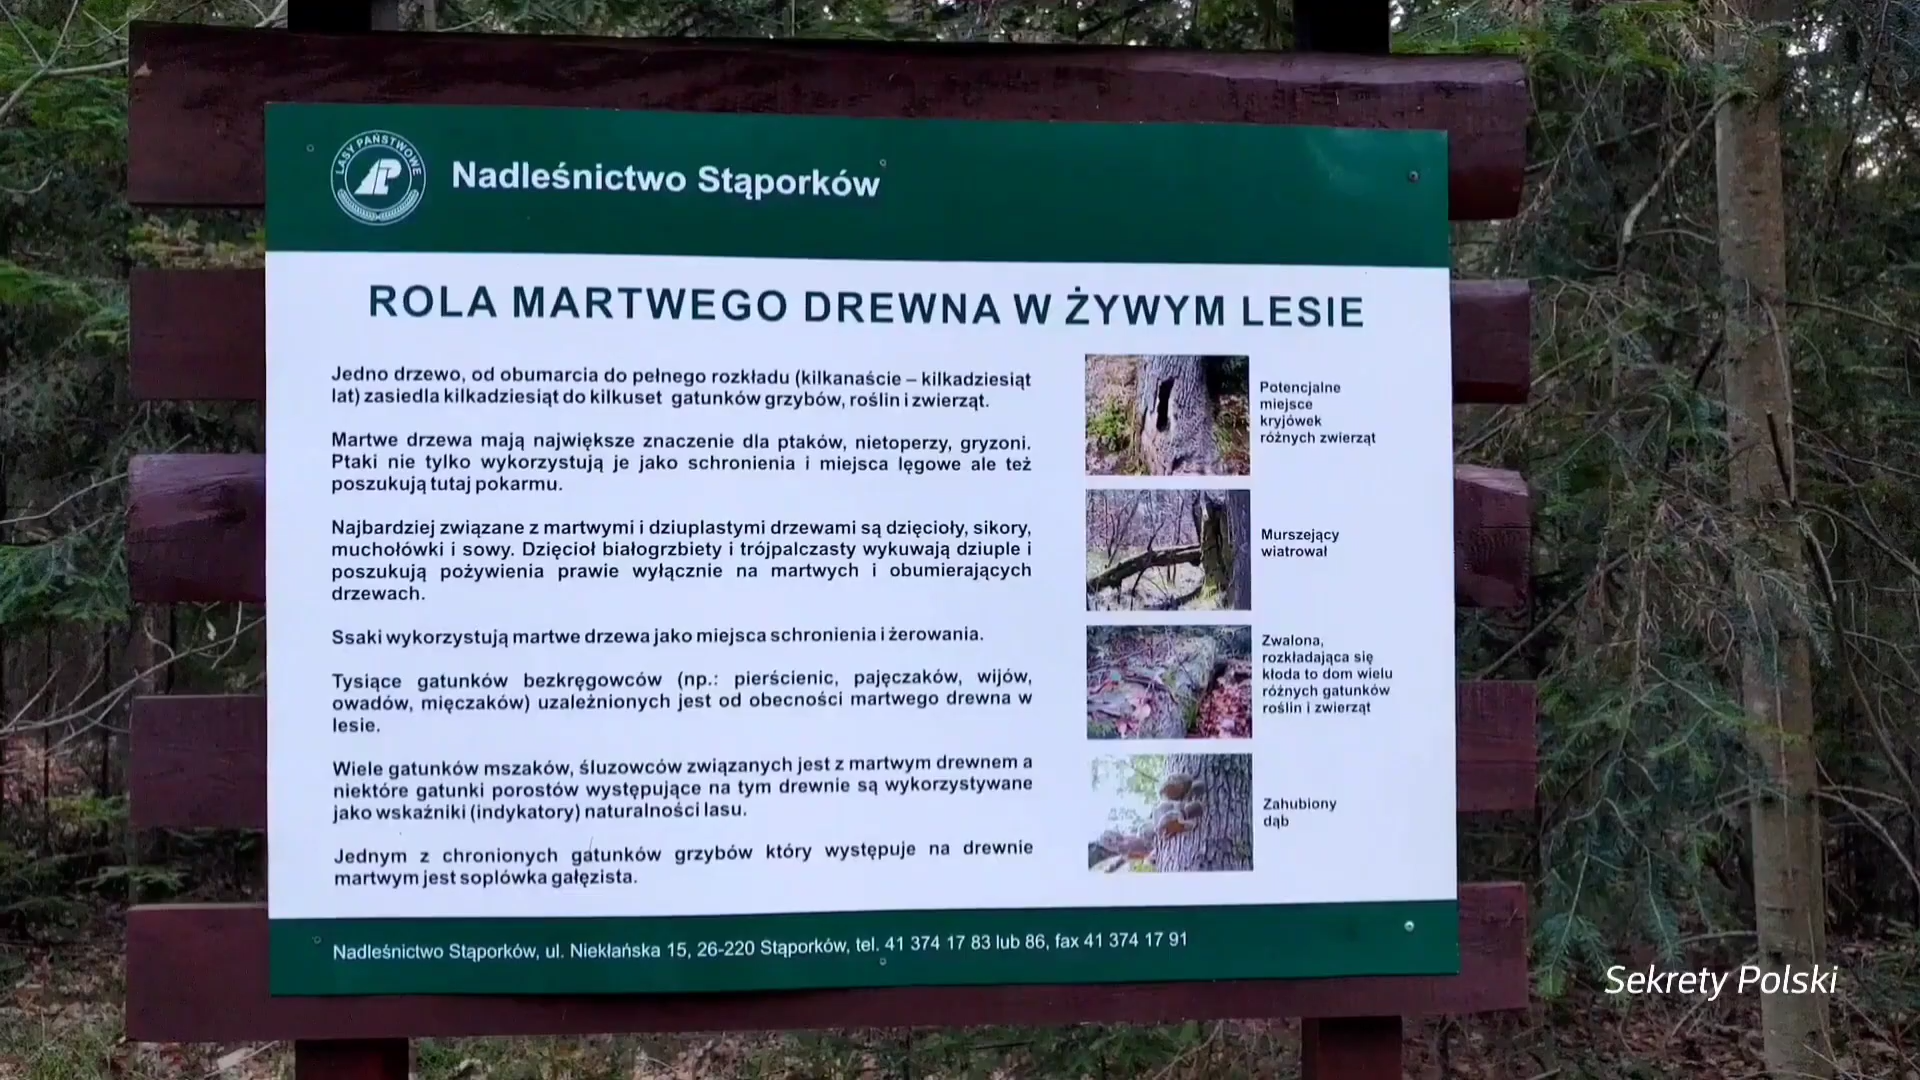 LASY PAŃSTWOWE
Nadleśnictwo Stąporków
ROLA MARTWEGO DREWNA W ŻYWYM LESIE
Jedno drzewo, od obumarcia do pełnego rozkładu (kilkanaście – kilkadziesiąt
lat) zasiedla kilkadziesiąt do kilkuset gatunków grzybów, roślin i zwierząt.
Martwe drzewa mają największe znaczenie dla ptaków, nietoperzy, gryzoni.
Ptaki nie tylko wykorzystują je jako schronienia i miejsca lęgowe ale też
poszukują tutaj pokarmu.
Najbardziej związane z martwymi i dziuplastymi drzewami są dzięcioły, sikory,
muchołówki i sowy. Dzięcioł białogrzbiety i trójpalczasty wykuwają dziuple i
poszukują pożywienia prawie wyłącznie na martwych i obumierających
drzewach.
Ssaki wykorzystują martwe drzewa jako miejsca schronienia i żerowania.
Tysiące gatunków bezkręgowców (np.: pierścienic, pajęczaków, wijów,
owadów, mięczaków) uzależnionych jest od obecności martwego drewna w
lesie.
Wiele gatunków mszaków, śluzowców związanych jest z martwym drewnem a
niektóre gatunki porostów występujące na tym drewnie są wykorzystywane
jako wskaźniki (indykatory) naturalności lasu.
Jednym z chronionych gatunków grzybów który występuje na drewnie
martwym jest soplówka gałęzista.
Potencjalne
miejsce
kryjówek
różnych zwierząt
Murszejący
wiatrował
Zwalona,
rozkładająca się
kłoda to dom wielu
różnych gatunków
roślin i zwierząt
Zahubiony
dąb
Nadleśnictwo Stąporków, ul. Niekłańska 15, 26-220 Stąporków, tel. 41 374 17 83 lub 86, fax 41 374 17 91
Sekrety Polski